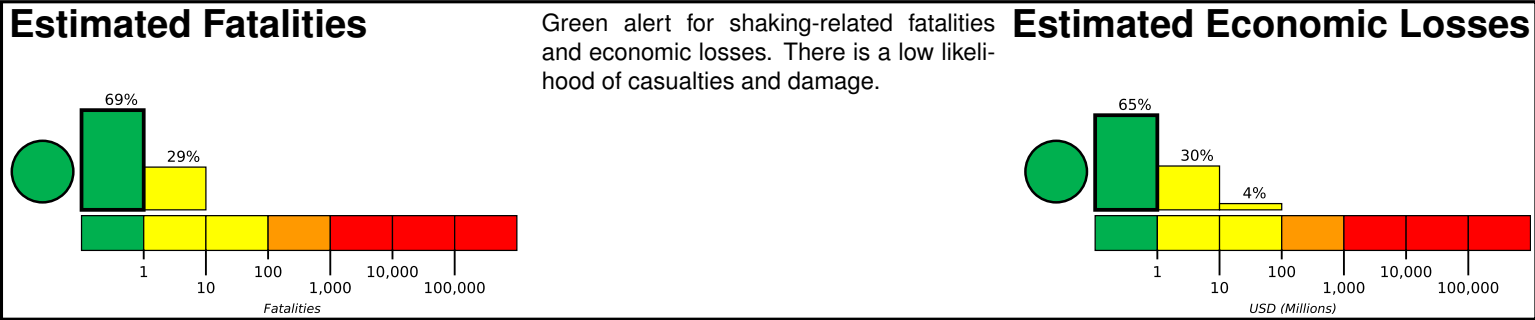 Estimated Fatalities
Green alert for shaking-related fatalities
and economic losses. There is a low likeli-
hood of casualties and damage.
Estimated Economic Losses
69%
29%
1
10
100
1,000
10,000
100,000
Fatalities
65%
30%
4%
1
10
100
1,000
10,000
100,000
USD (Millions)